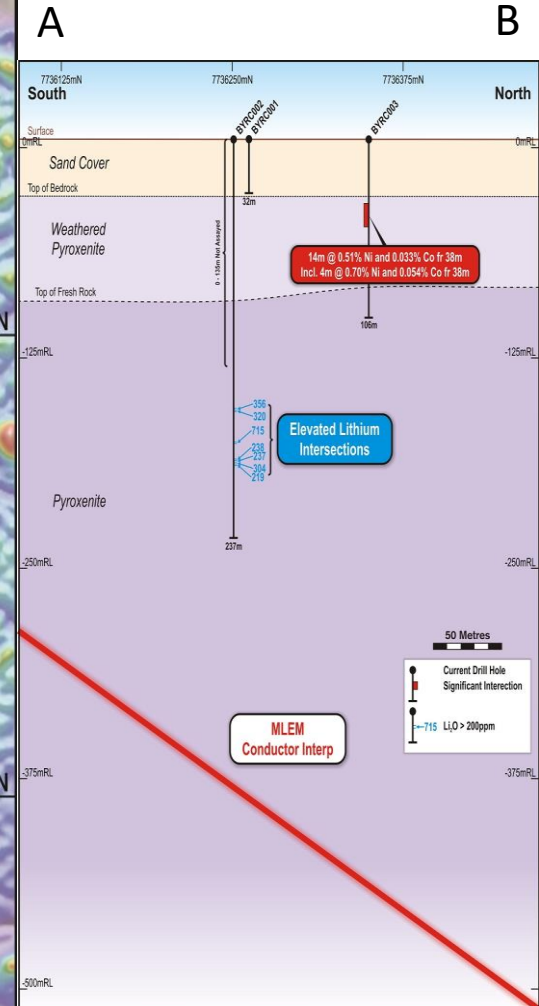 A
B
7736125mN
7736250mN
7736375mN
South
North
BYRC002
BYRC001
BYRC003
Surface
0mRL
0mRL
Sand Cover
Top of Bedrock
32m
Weathered
Pyroxenite
0 - 135m Not Assayed
14m @ 0.51% Ni and 0.033% Co fr 38m
Incl. 4m @ 0.70% Ni and 0.054% Co fr 38m
Top of Fresh Rock
106m
-125mRL
-125mRL
356
320
715
238
237
304
219
Elevated Lithium
Intersections
Pyroxenite
237m
-250mRL
-250mRL
50 Metres
Current Drill Hole
Significant Interection
715
Li2O > 200ppm
MLEM
Conductor Interp
-375mRL
-375mRL
-500mRL
N
N